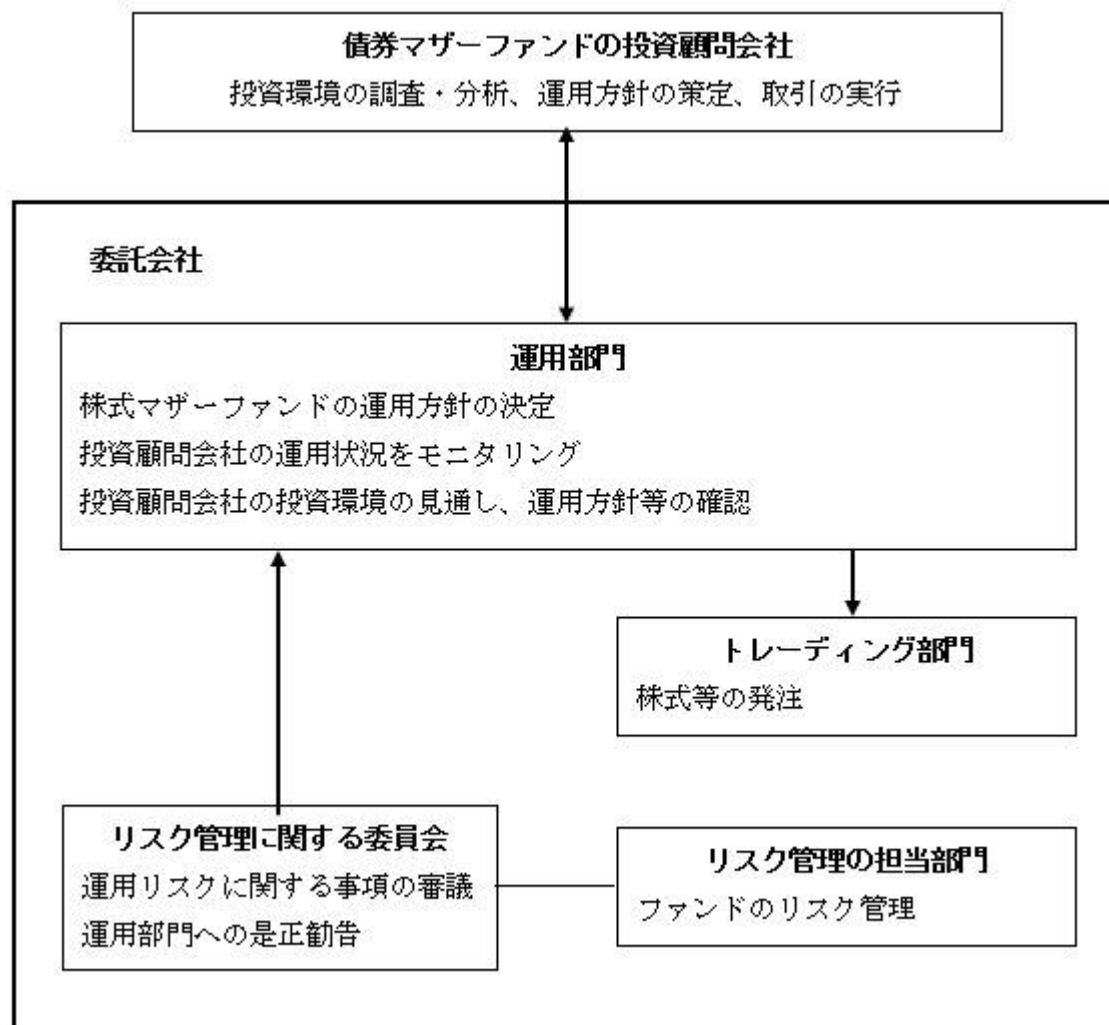 債券マザーファンドの投資顧問会社
投資環境の調査・分析、運用方針の策定、取引の実行
委託会社
運用部門
株式マザーファンドの運用方針の決定
投資顧問会社の運用状況をモニタリング
投資顧問会社の投資環境の見通し、運用方針等の確認
トレーディング部門
株式等の発注
リスク管理に関する委員会
運用リスクに関する事項の審議
運用部門への是正勧告
リスク管理の担当部門
ファンドのリスク管理